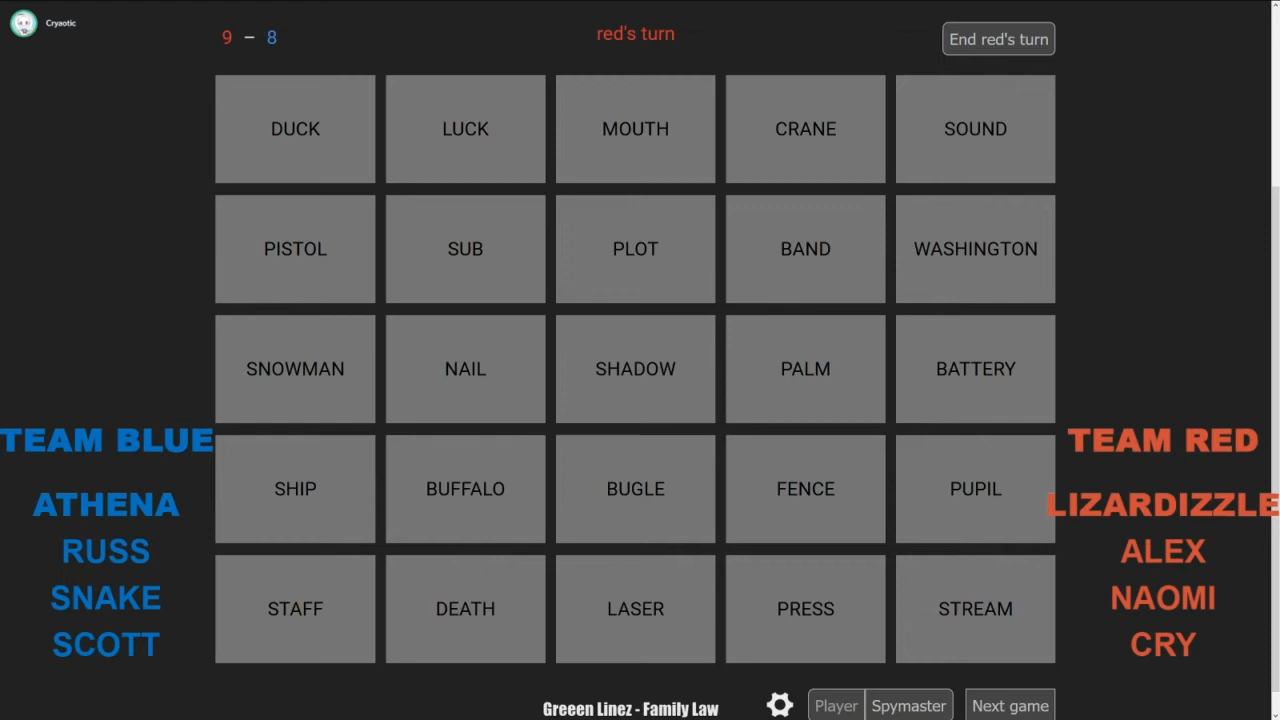 Cryaotic
9 – 8
red's turn
End red's turn
DUCK
LUCK
MOUTH
CRANE
SOUND
PISTOL
SUB
PLOT
BAND
WASHINGTON
SNOWMAN
NAIL
SHADOW
PALM
BATTERY
SHIP
BUFFALO
BUGLE
FENCE
PUPIL
STAFF
DEATH
LASER
PRESS
STREAM
TEAM BLUE
ATHENA
RUSS
SNAKE
SCOTT
TEAM RED
LIZARDIZZLE
ALEX
NAOMI
CRY
Greeen Linez - Family Law
Player
Spymaster
Next game